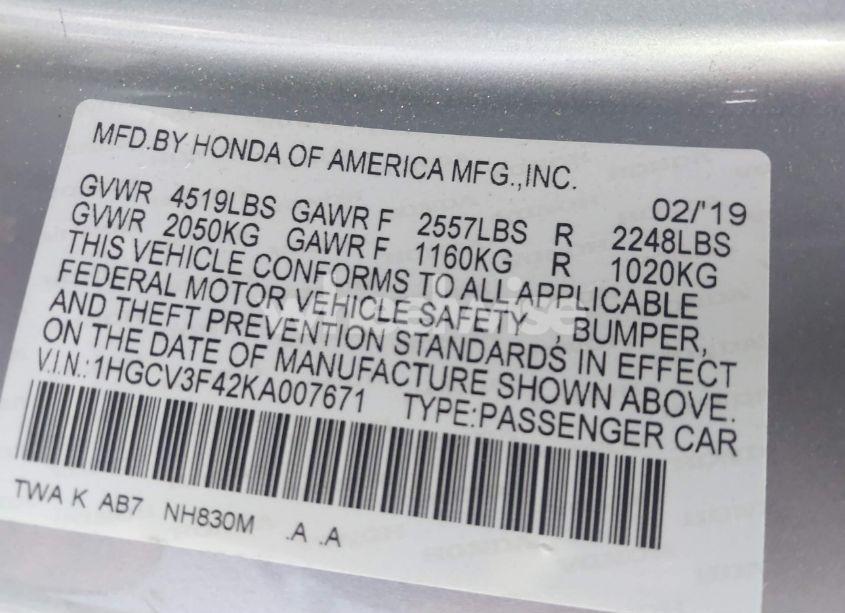 MFD.BY HONDA OF AMERICA MFG.,INC.
02/'19
GVWR 4519LBS GAWR F 2557LBS R 2248LBS
GVWR 2050KG GAWR F 1160KG R 1020KG
THIS VEHICLE CONFORMS TO ALL APPLICABLE
FEDERAL MOTOR VEHICLE SAFETY , BUMPER,
AND THEFT PREVENTION STANDARDS IN EFFECT
ON THE DATE OF MANUFACTURE SHOWN ABOVE.
V.I.N.:1HGCV3F42KA007671 TYPE:PASSENGER CAR
TWA K AB7 NH830M .A .A